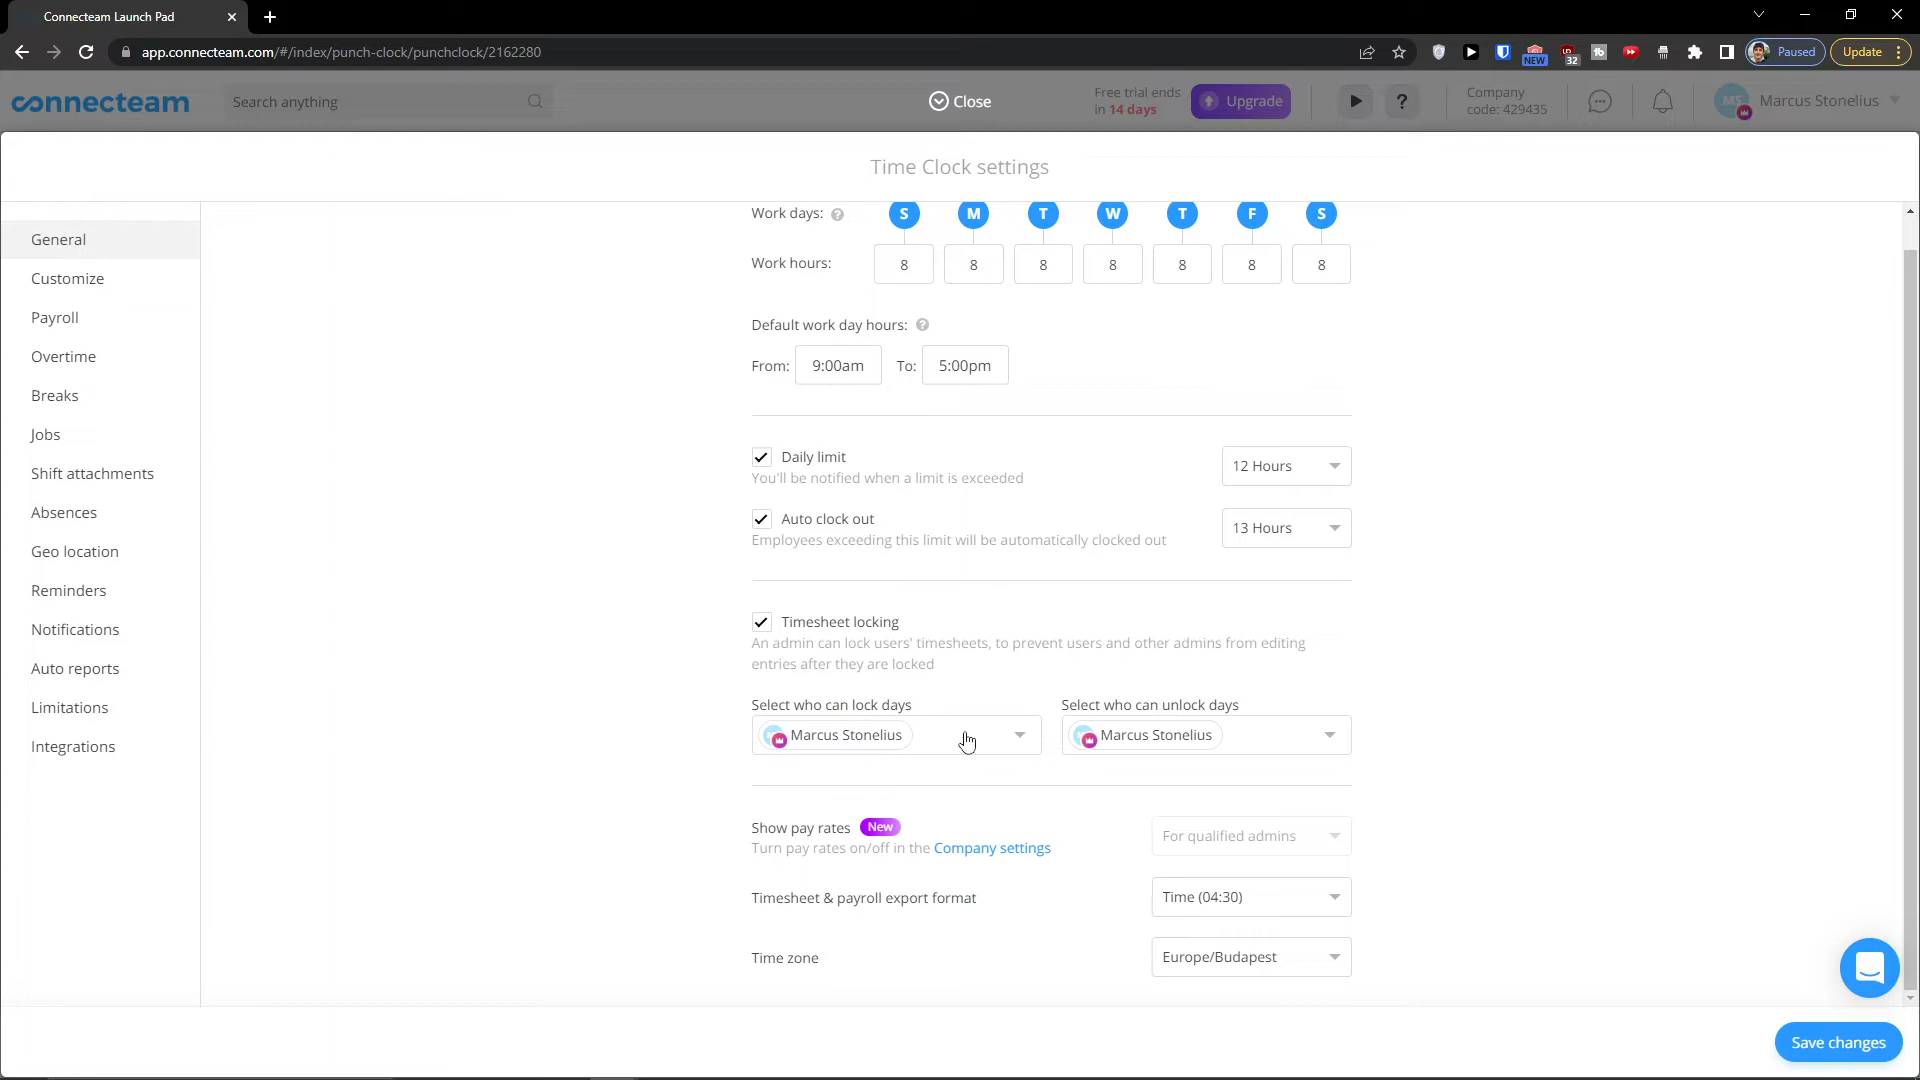 Connecteam Launch Pad
app.connecteam.com/#/index/punch-clock/punchclock/2162280
NEW
32
Paused
Update
connecteam
Search anything
Close
Free trial ends
in 14 days
Upgrade
?
Company
code: 429435
MS
Marcus Stonelius
Time Clock settings
General
Customize
Payroll
Overtime
Breaks
Jobs
Shift attachments
Absences
Geo location
Reminders
Notifications
Auto reports
Limitations
Integrations
Work days: ?
S M T W T F S
Work hours:
8 8 8 8 8 8 8
Default work day hours: ?
From: 9:00am To: 5:00pm
Daily limit
You'll be notified when a limit is exceeded
12 Hours
Auto clock out
Employees exceeding this limit will be automatically clocked out
13 Hours
Timesheet locking
An admin can lock users' timesheets, to prevent users and other admins from editing
entries after they are locked
Select who can lock days
Marcus Stonelius
Select who can unlock days
Marcus Stonelius
Show pay rates New
Turn pay rates on/off in the Company settings
For qualified admins
Timesheet & payroll export format
Time (04:30)
Time zone
Europe/Budapest
Save changes